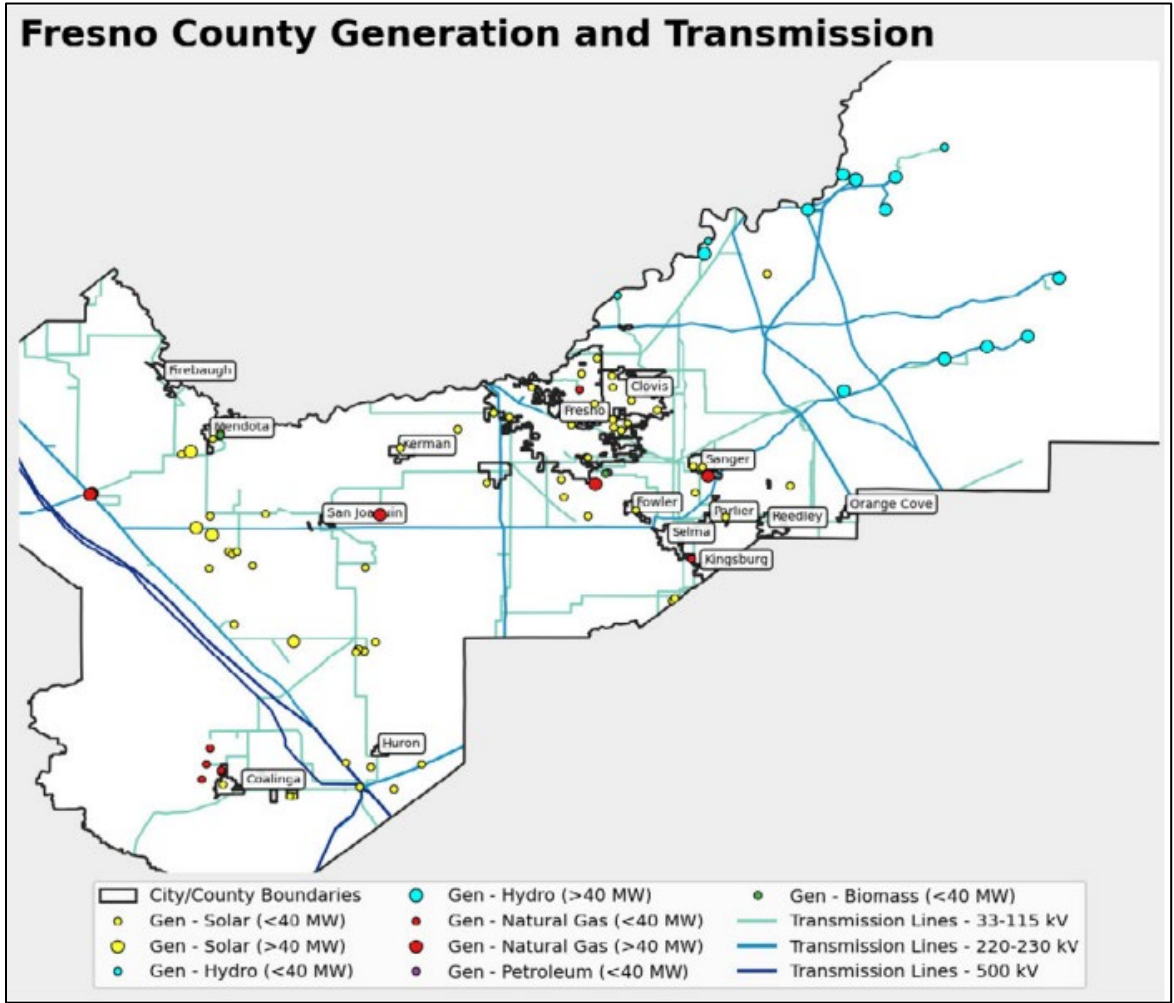 Fresno County Generation and Transmission
Firebaugh
Mendota
Clovis
Fresno
Kerman
Sanger
San Joaquin
Fowler
Parlier
Reedley
Orange Cove
Selma
Kingsburg
Huron
Coalinga
City/County Boundaries
Gen - Solar (<40 MW)
Gen - Solar (>40 MW)
Gen - Hydro (<40 MW)
Gen - Hydro (>40 MW)
Gen - Natural Gas (<40 MW)
Gen - Natural Gas (>40 MW)
Gen - Petroleum (<40 MW)
Gen - Biomass (<40 MW)
Transmission Lines - 33-115 kV
Transmission Lines - 220-230 kV
Transmission Lines - 500 kV